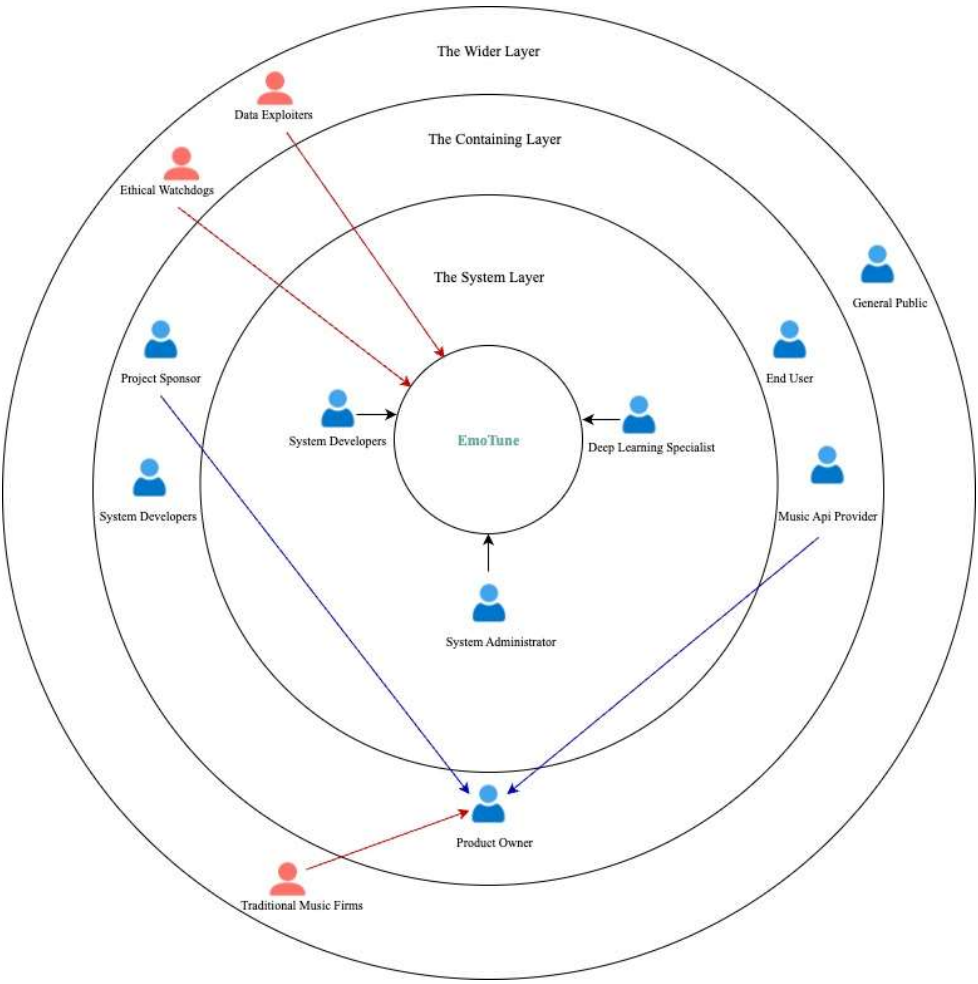 The Wider Layer
Data Exploiters
The Containing Layer
Ethical Watchdogs
The System Layer
General Public
Project Sponsor
End User
System Developers
EmoTune
Deep Learning Specialist
System Developers
Music Api Provider
System Administrator
Product Owner
Traditional Music Firms